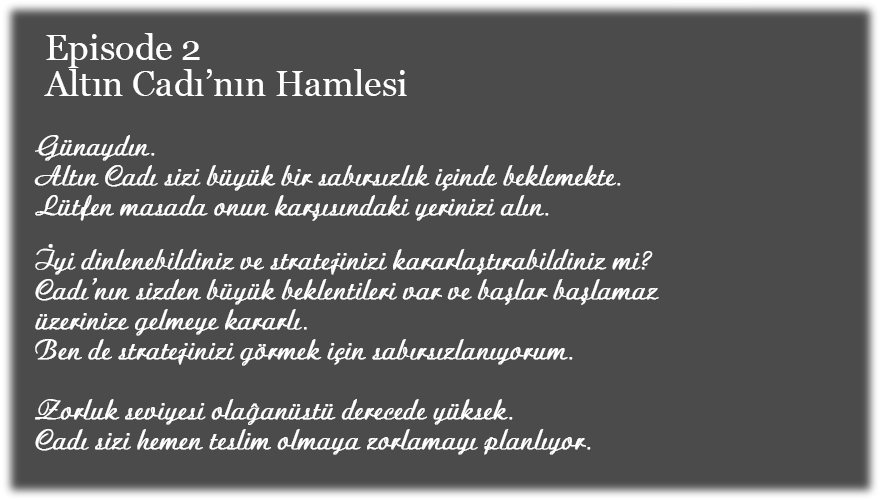 Episode 2
Altın Cadı’nın Hamlesi
Günaydın.
Altın Cadı sizi büyük bir sabırsızlık içinde beklemekte.
Lütfen masada onun karşısındaki yerinizi alın.
İyi dinlenebildiniz ve stratejinizi kararlaştırabildiniz mi?
Cadı’nın sizden büyük beklentileri var ve başlar başlamaz
üzerinize gelmeye kararlı.
Ben de stratejinizi görmek için sabırsızlanıyorum.
Zorluk seviyesi olağanüstü derecede yüksek.
Cadı sizi hemen teslim olmaya zorlamayı planlıyor.